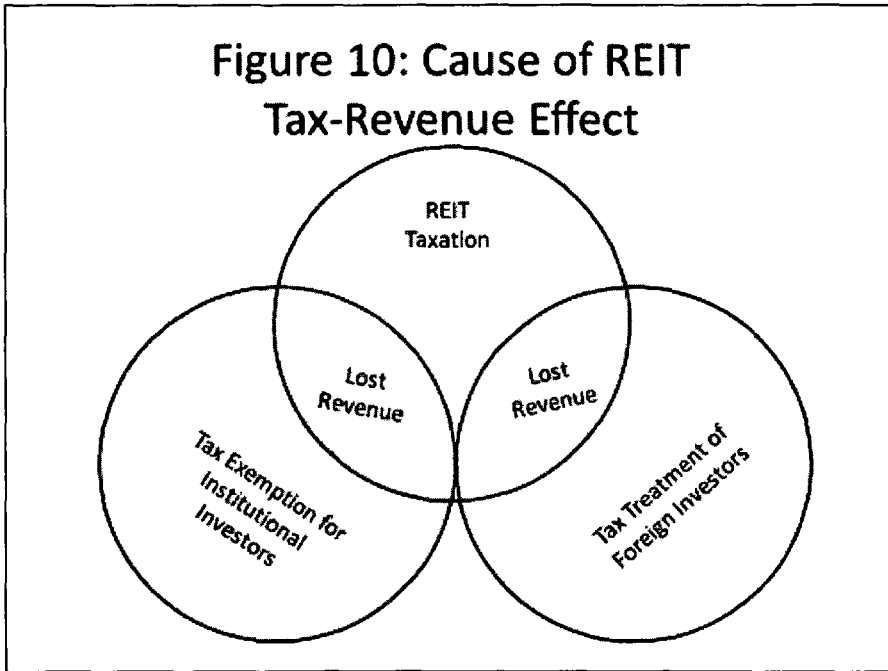 Figure 10: Cause of REIT
Tax-Revenue Effect
REIT
Taxation
Lost
Revenue
Lost
Revenue
Tax Exemption for
Institutional
Investors
Tax Treatment of
Foreign Investors